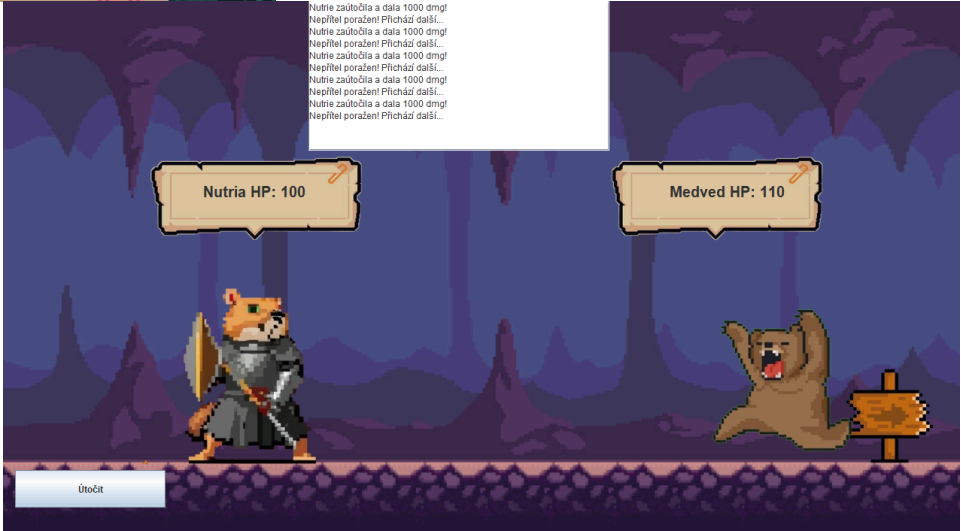 Nutrie zaútočila a dala 1000 dmg!
Nepřítel poražen! Přichází další...
Nutrie zaútočila a dala 1000 dmg!
Nepřítel poražen! Přichází další...
Nutrie zaútočila a dala 1000 dmg!
Nepřítel poražen! Přichází další...
Nutrie zaútočila a dala 1000 dmg!
Nepřítel poražen! Přichází další...
Nutrie zaútočila a dala 1000 dmg!
Nepřítel poražen! Přichází další...
Nutria HP: 100
Medved HP: 110
Útočit